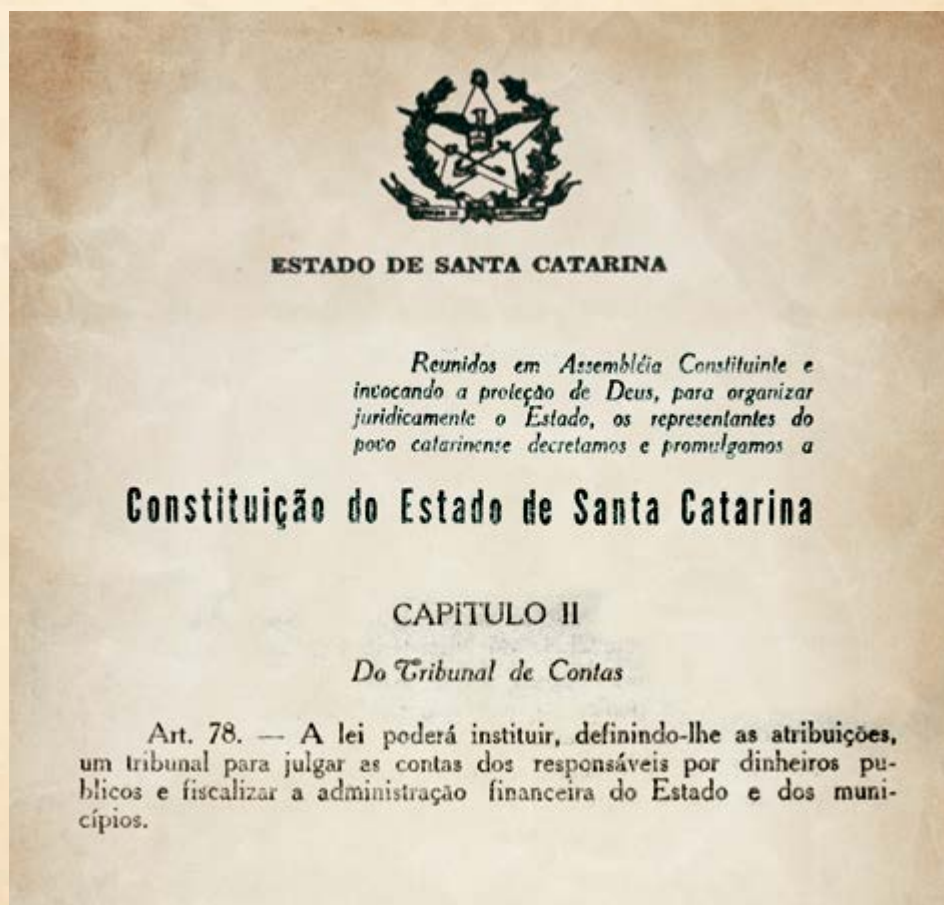 ESTADO DE SANTA CATARINA
Reunidos em Assembléia Constituinte e
invocando a proteção de Deus, para organizar
juridicamente o Estado, os representantes do
povo catarinense decretamos e promulgamos a
Constituição do Estado de Santa Catarina
CAPiTULO II
Do Tribunal de Contas
Art. 78. — A lei poderá instituir, definindo-lhe as atribuições,
um tribunal para julgar as contas dos responsáveis por dinheiros pu-
blicos e fiscalizar a administração financeira do Estado e dos muni-
cípios.